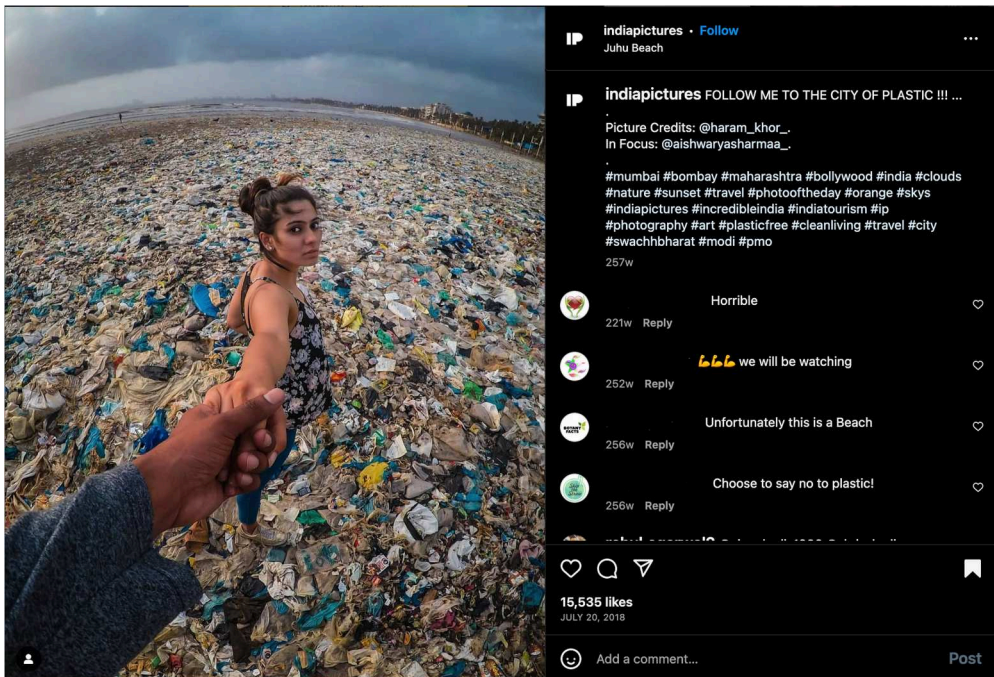 IP
indiapictures • Follow
Juhu Beach
IP
indiapictures FOLLOW ME TO THE CITY OF PLASTIC !!! ...
.
Picture Credits: @haram_khor_.
In Focus: @aishwaryasharmaa_.
.
#mumbai #bombay #maharashtra #bollywood #india #clouds
#nature #sunset #travel #photooftheday #orange #skys
#indiapictures #incredibleindia #indiatourism #ip
#photography #art #plasticfree #cleanliving #travel #city
#swachhbharat #modi #pmo
257w
Horrible
221w Reply
💪💪💪 we will be watching
252w Reply
BOTANY
FACTS
Unfortunately this is a Beach
256w Reply
Choose to say no to plastic!
256w Reply
15,535 likes
JULY 20, 2018
Add a comment...
Post